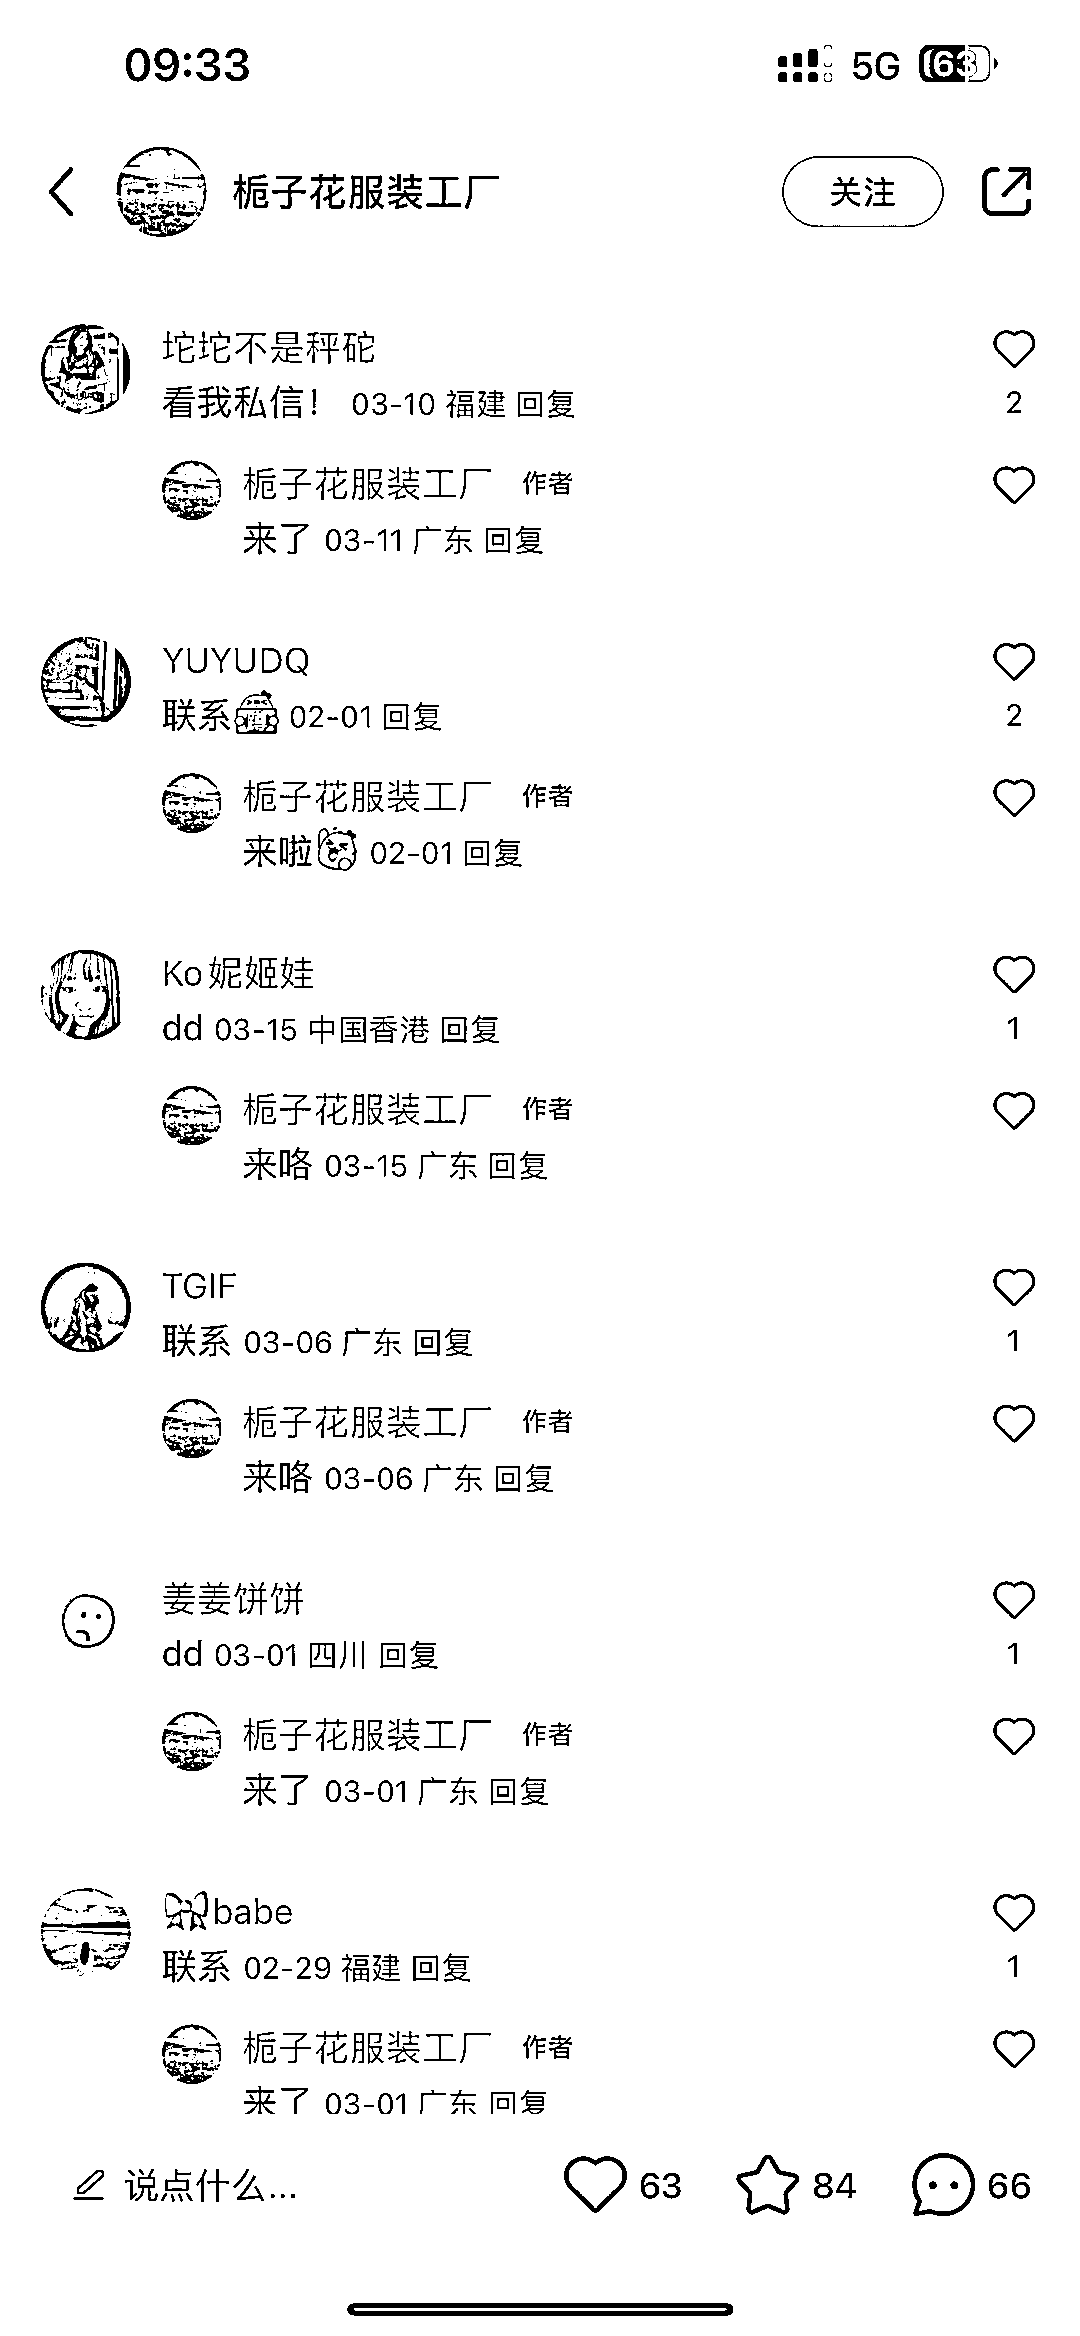 09:33 5G 63
栀子花服装工厂 关注
坨坨不是秤砣
看我私信！ 03-10 福建 回复
2
栀子花服装工厂 作者
来了 03-11 广东 回复
YUYUDQ
联系 02-01 回复
2
栀子花服装工厂 作者
来啦 02-01 回复
Ko妮姬娃
dd 03-15 中国香港 回复
1
栀子花服装工厂 作者
来咯 03-15 广东 回复
TGIF
联系 03-06 广东 回复
1
栀子花服装工厂 作者
来咯 03-06 广东 回复
姜姜饼饼
dd 03-01 四川 回复
1
栀子花服装工厂 作者
来了 03-01 广东 回复
🎀babe
联系 02-29 福建 回复
1
栀子花服装工厂 作者
来了 03-01 广东 回复
说点什么... 63 84 66